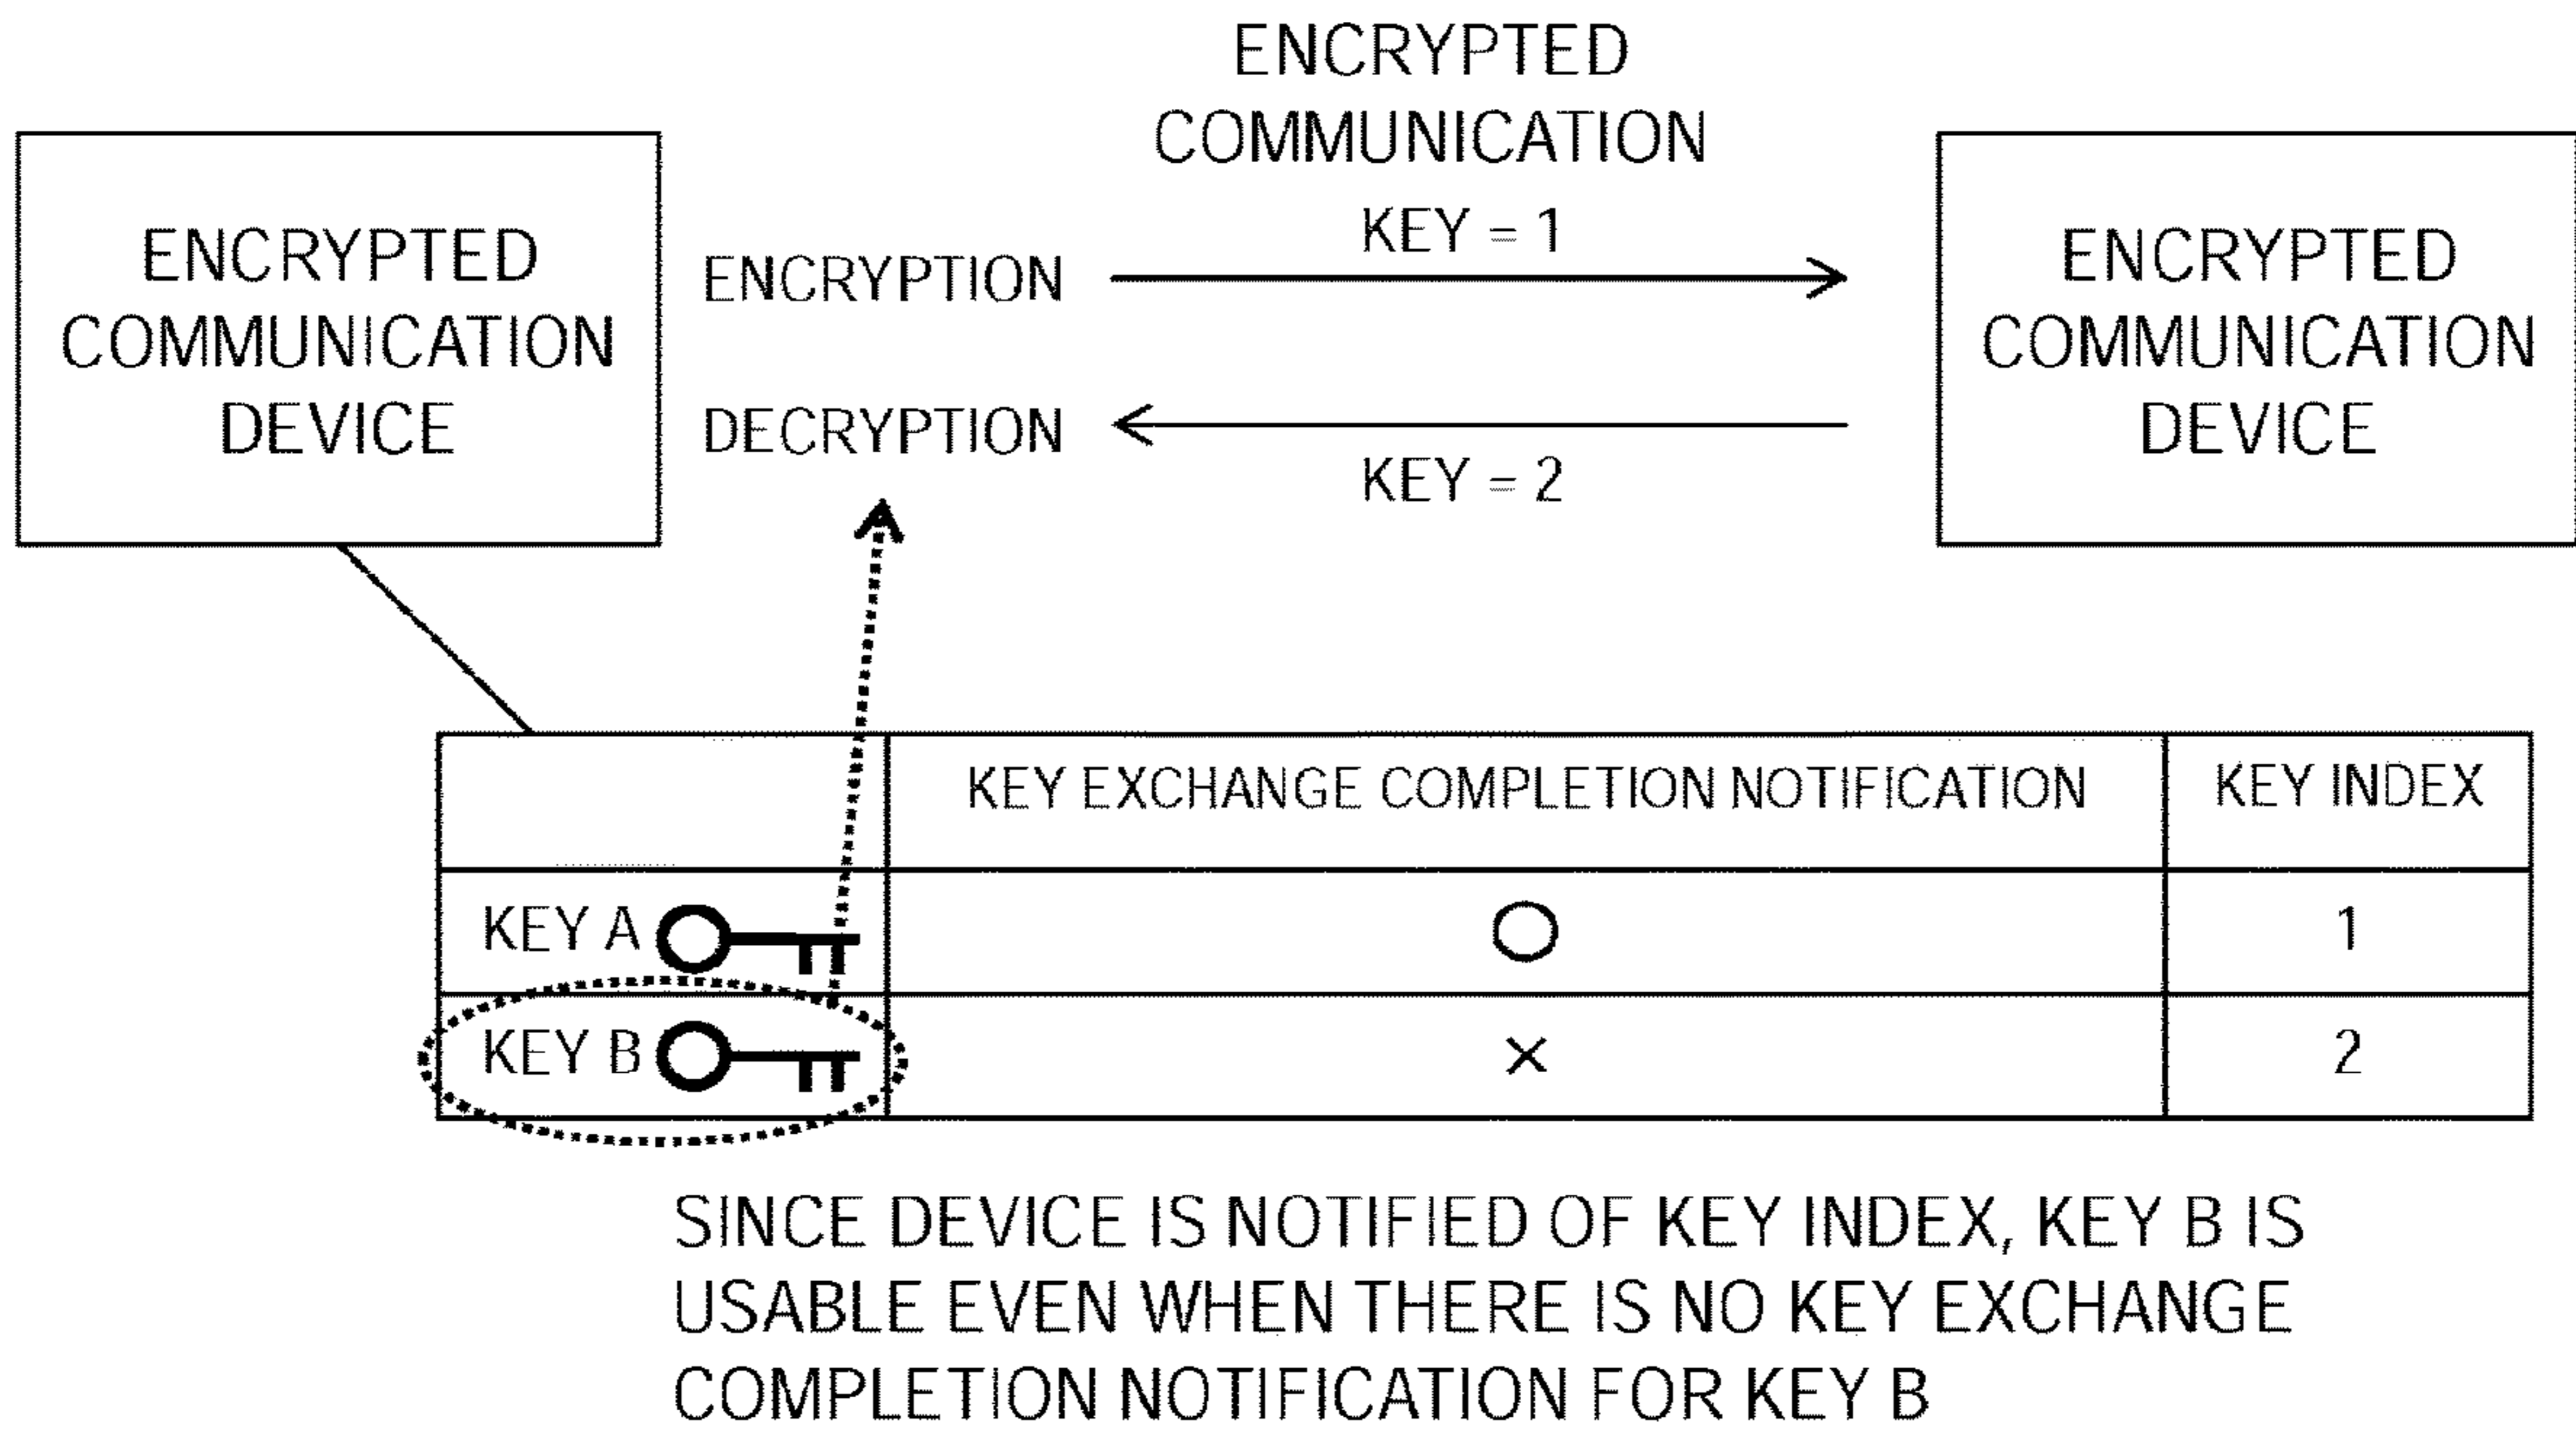 ENCRYPTED
COMMUNICATION
KEY = 1
ENCRYPTED
COMMUNICATION
DEVICE
ENCRYPTION
DECRYPTION
KEY = 2
ENCRYPTED
COMMUNICATION
DEVICE
KEY EXCHANGE COMPLETION NOTIFICATION KEY INDEX
KEY A ○ 1
KEY B × 2
SINCE DEVICE IS NOTIFIED OF KEY INDEX, KEY B IS
USABLE EVEN WHEN THERE IS NO KEY EXCHANGE
COMPLETION NOTIFICATION FOR KEY B